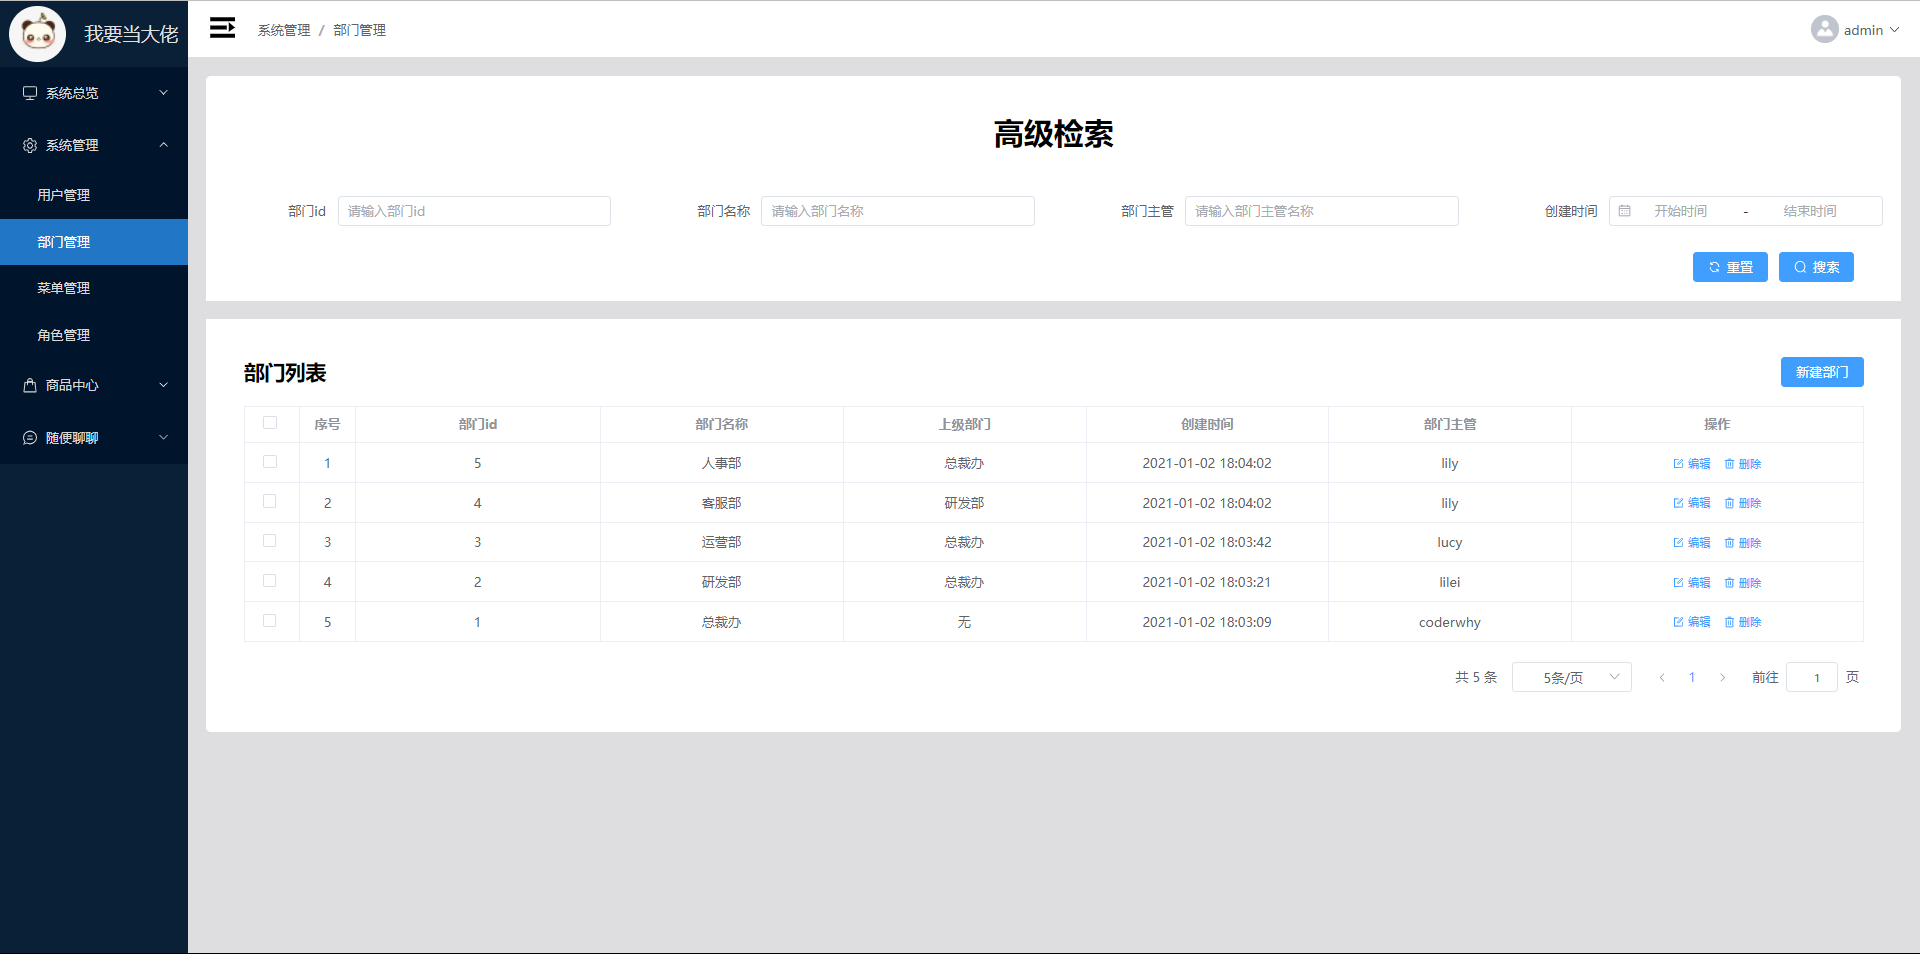 我要当大佬
系统管理 / 部门管理
admin
系统总览
系统管理
用户管理
部门管理
菜单管理
角色管理
商品中心
随便聊聊
高级检索
部门id 请输入部门id 部门名称 请输入部门名称 部门主管 请输入部门主管名称 创建时间 开始时间 - 结束时间
重置 搜索
部门列表 新建部门
序号 部门id 部门名称 上级部门 创建时间 部门主管 操作
1 5 人事部 总裁办 2021-01-02 18:04:02 lily 编辑 删除
2 4 客服部 研发部 2021-01-02 18:04:02 lily 编辑 删除
3 3 运营部 总裁办 2021-01-02 18:03:42 lucy 编辑 删除
4 2 研发部 总裁办 2021-01-02 18:03:21 lilei 编辑 删除
5 1 总裁办 无 2021-01-02 18:03:09 coderwhy 编辑 删除
共 5 条 5条/页 1 前往 1 页